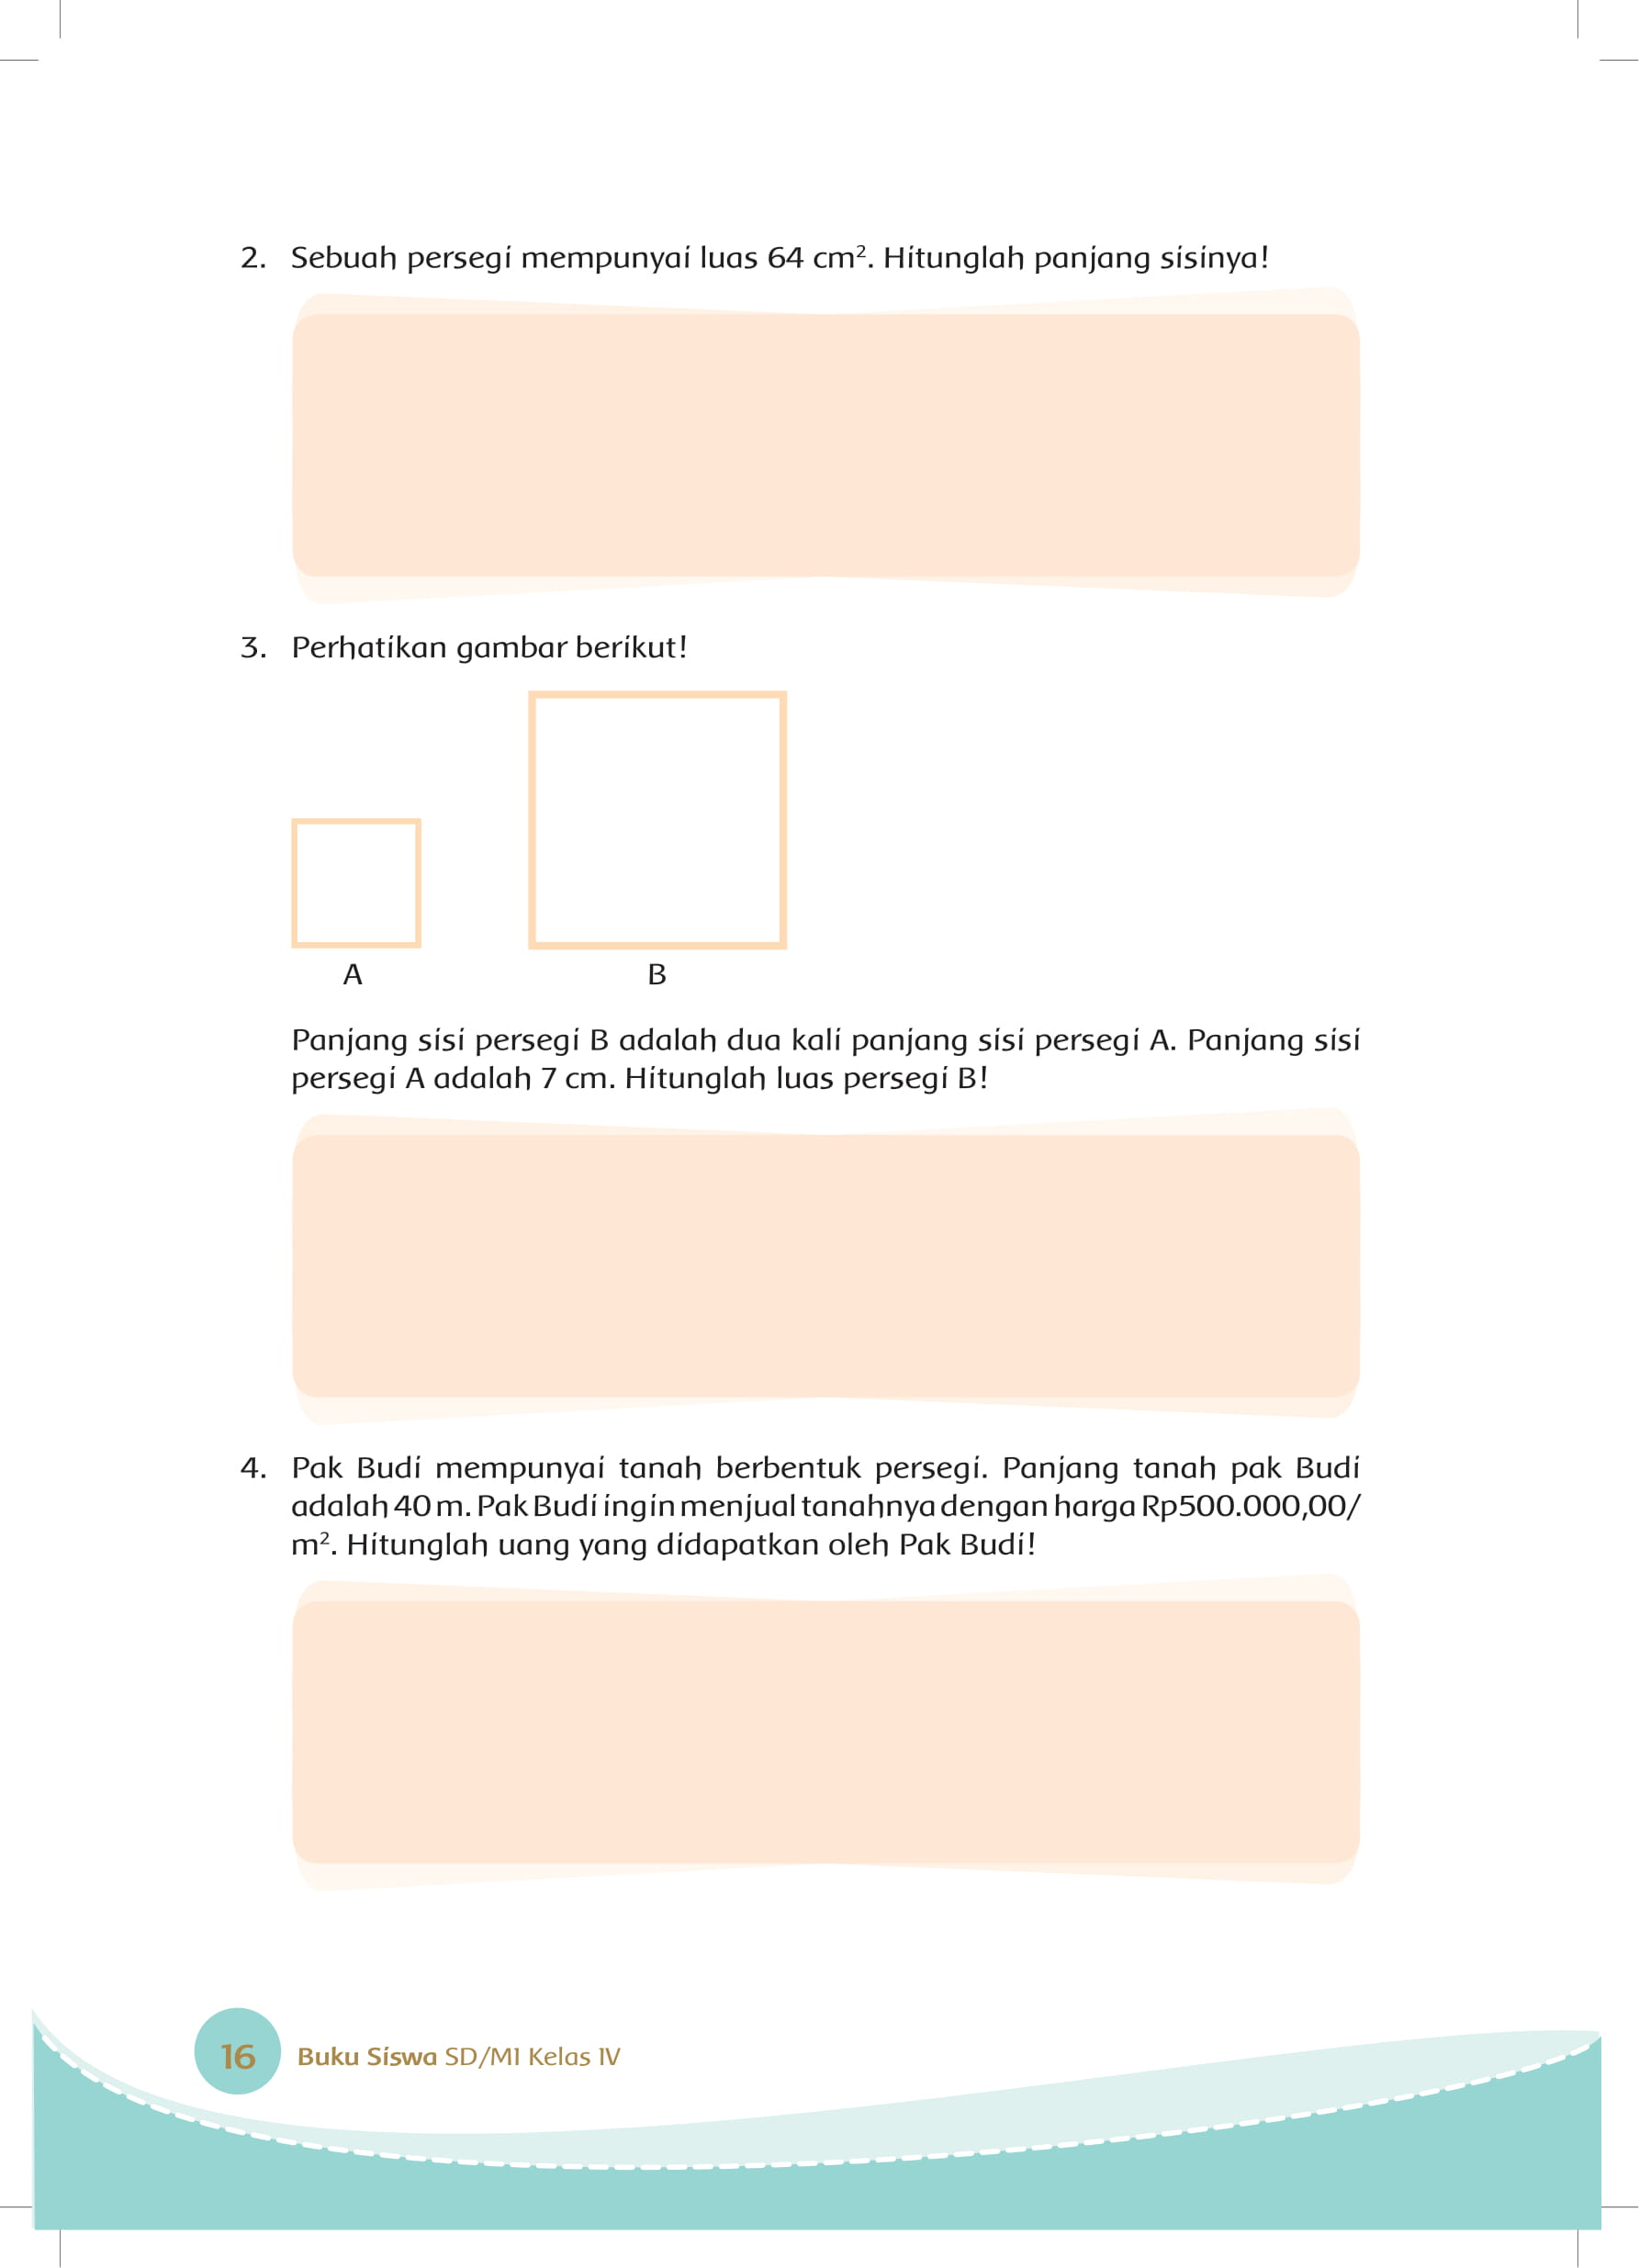 2. Sebuah persegi mempunyai luas 64 cm². Hitunglah panjang sisinya!
3. Perhatikan gambar berikut!
A
B
Panjang sisi persegi B adalah dua kali panjang sisi persegi A. Panjang sisi
persegi A adalah 7 cm. Hitunglah luas persegi B!
4. Pak Budi mempunyai tanah berbentuk persegi. Panjang tanah pak Budi
adalah 40 m. Pak Budi ingin menjual tanahnya dengan harga Rp500.000,00/
m². Hitunglah uang yang didapatkan oleh Pak Budi!
16 Buku Siswa SD/MI Kelas IV